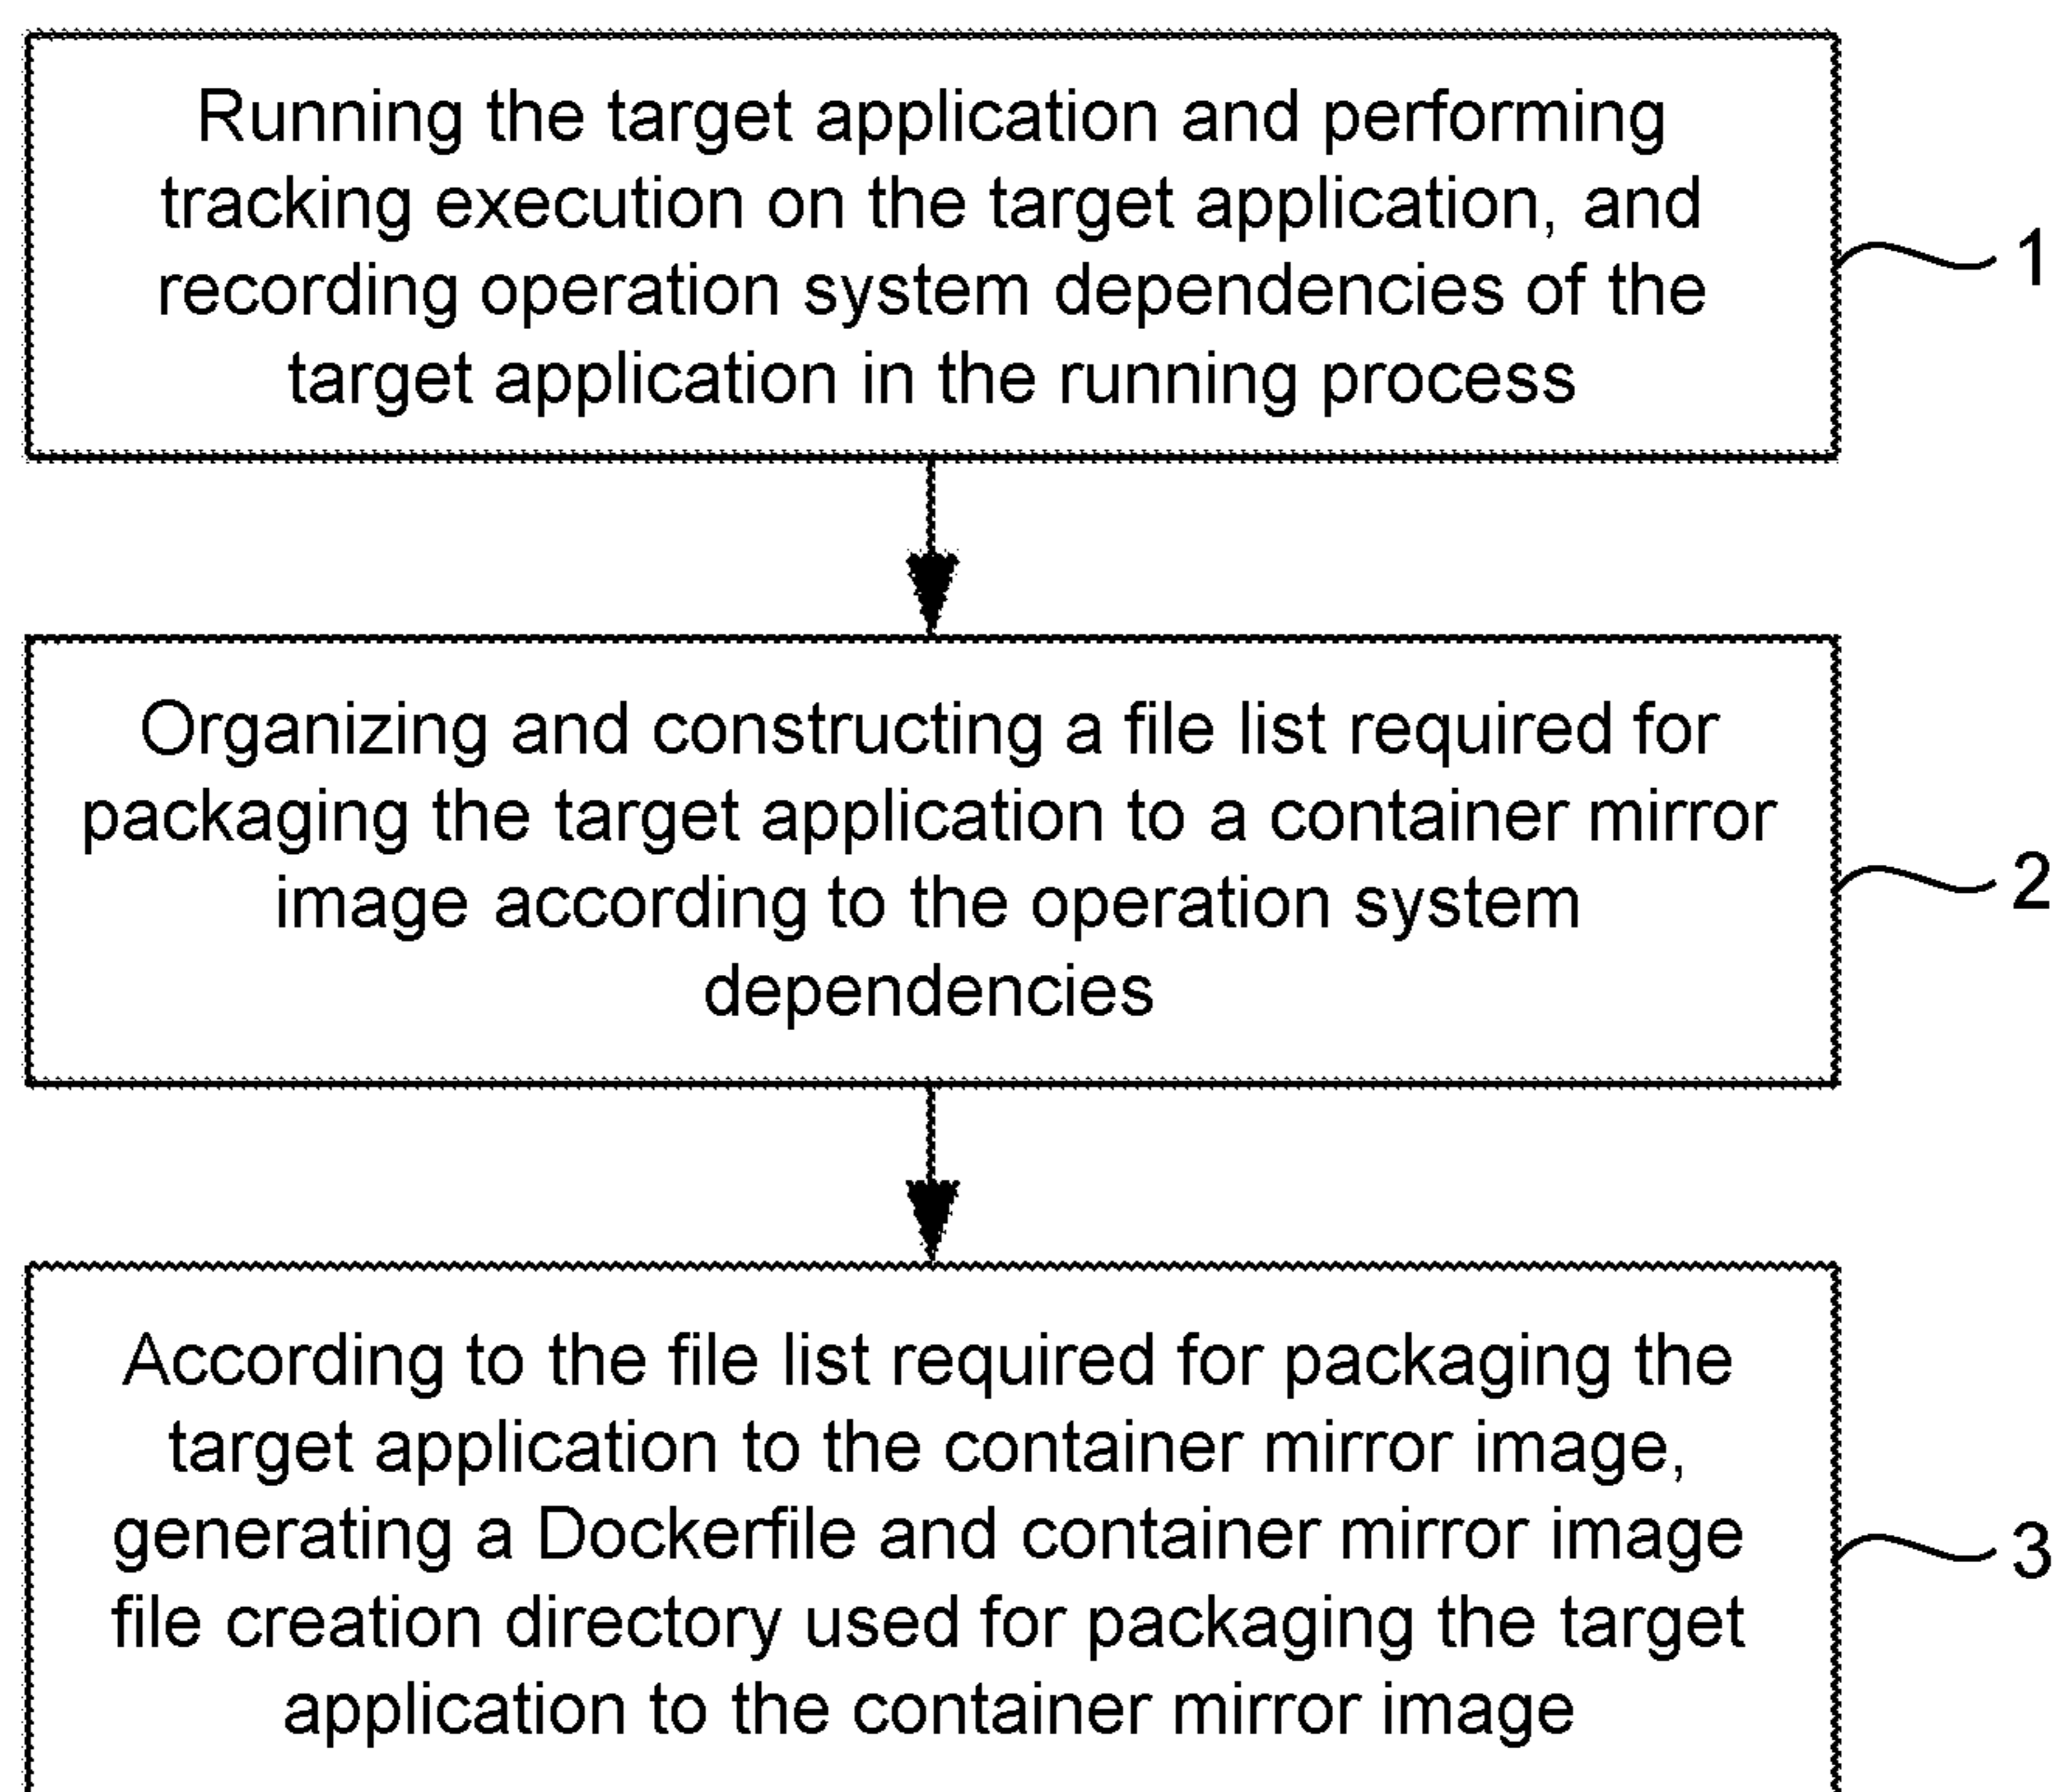 Running the target application and performing
tracking execution on the target application, and
recording operation system dependencies of the
target application in the running process
1
Organizing and constructing a file list required for
packaging the target application to a container mirror
image according to the operation system
dependencies
2
According to the file list required for packaging the
target application to the container mirror image,
generating a Dockerfile and container mirror image
file creation directory used for packaging the target
application to the container mirror image
3